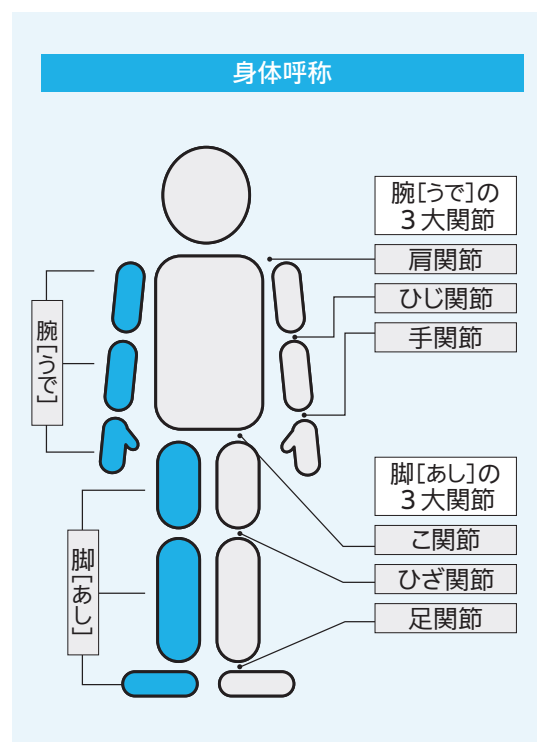 身体呼称
腕[うで]の
３大関節
肩関節
ひじ関節
手関節
腕[うで]
脚[あし]の
３大関節
こ関節
ひざ関節
足関節
脚[あし]